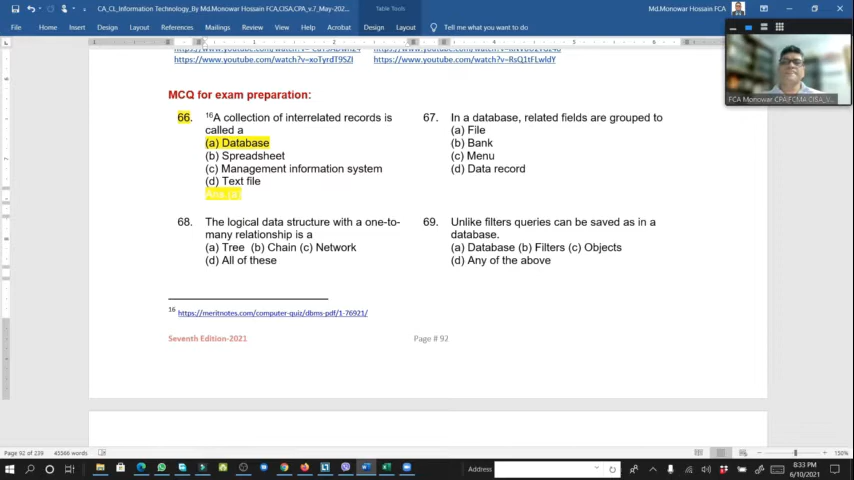 CA_CL_Information Technology_By Md.Monowar Hossain FCA,CISA,CPA_v.7_May-202...
Table Tools
Md.Monowar Hossain FCA
File Home Insert Design Layout References Mailings Review View Help Acrobat Design Layout Tell me what you want to do
https://www.youtube.com/watch?v=xoTyrdT9SZI https://www.youtube.com/watch?v=RsQ1tFLwldY
FCA Monowar CPA,FCMA,CISA_V...
MCQ for exam preparation:
66. 16A collection of interrelated records is
called a
(a) Database
(b) Spreadsheet
(c) Management information system
(d) Text file
Ans (a)
67. In a database, related fields are grouped to
(a) File
(b) Bank
(c) Menu
(d) Data record
68. The logical data structure with a one-to-
many relationship is a
(a) Tree (b) Chain (c) Network
(d) All of these
69. Unlike filters queries can be saved as in a
database.
(a) Database (b) Filters (c) Objects
(d) Any of the above
16 https://meritnotes.com/computer-quiz/dbms-pdf/1-76921/
Seventh Edition-2021 Page # 92
Page 92 of 239 45566 words 150%
Address
8:33 PM
6/10/2021